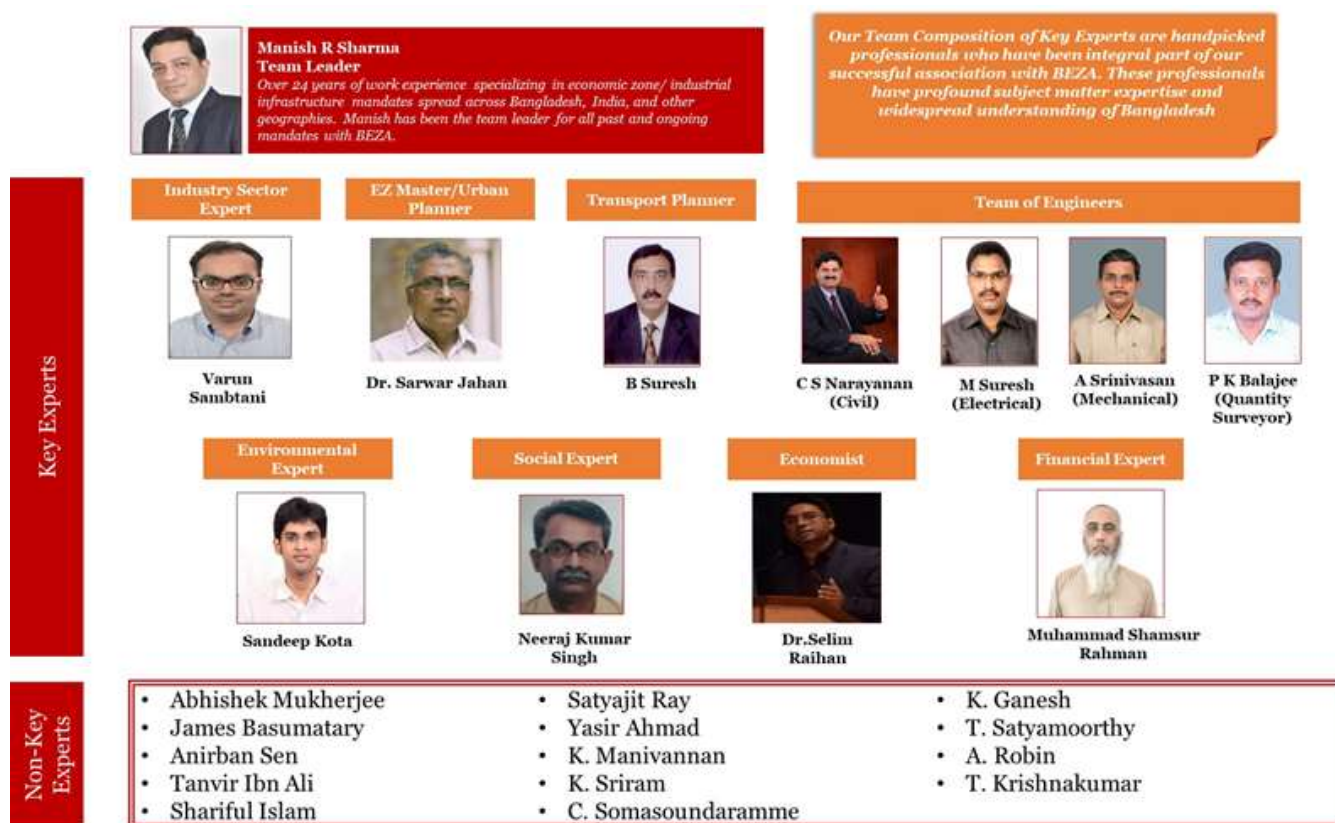 Manish R Sharma
Team Leader
Over 24 years of work experience specializing in economic zone/ industrial
infrastructure mandates spread across Bangladesh, India, and other
geographies. Manish has been the team leader for all past and ongoing
mandates with BEZA.
Our Team Composition of Key Experts are handpicked
professionals who have been integral part of our
successful association with BEZA. These professionals
have profound subject matter expertise and
widespread understanding of Bangladesh
Key Experts
Industry Sector
Expert
EZ Master/Urban
Planner
Transport Planner
Team of Engineers
Varun
Sambtani
Dr. Sarwar Jahan
B Suresh
C S Narayanan
(Civil)
M Suresh
(Electrical)
A Srinivasan
(Mechanical)
P K Balajee
(Quantity
Surveyor)
Environmental
Expert
Social Expert
Economist
Financial Expert
Sandeep Kota
Neeraj Kumar
Singh
Dr.Selim
Raihan
Muhammad Shamsur
Rahman
Non-Key
Experts
• Abhishek Mukherjee
• James Basumatary
• Anirban Sen
• Tanvir Ibn Ali
• Shariful Islam
• Satyajit Ray
• Yasir Ahmad
• K. Manivannan
• K. Sriram
• C. Somasoundaramme
• K. Ganesh
• T. Satyamoorthy
• A. Robin
• T. Krishnakumar